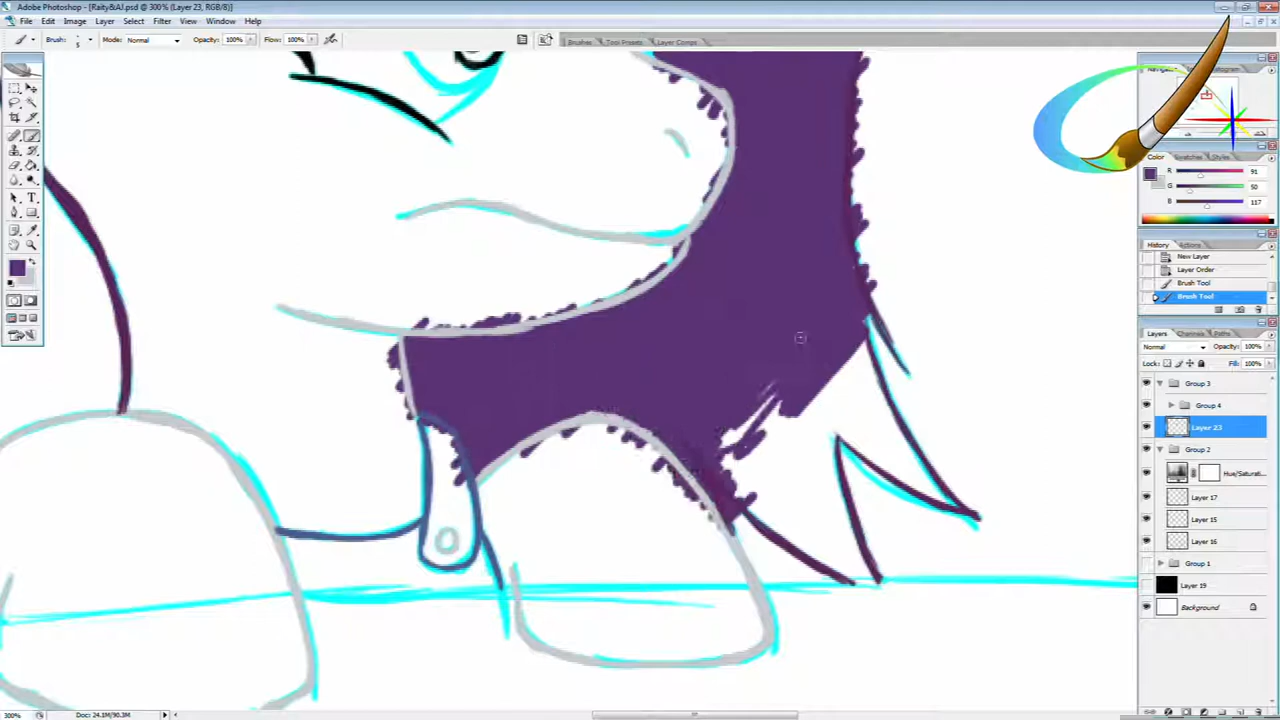 Adobe Photoshop - [Raity&AJ.psd @ 300% (Layer 23, RGB/8)]
File Edit Image Layer Select Filter View Window Help
Brush: 5 Mode: Normal Opacity: 100% Flow: 100%
Brushes Tool Presets Layer Comps
Color Swatches Styles
R 91
G 50
B 117
History Actions
New Layer
Layer Order
Brush Tool
Brush Tool
Layers Channels Paths
Normal Opacity: 100%
Lock: Fill: 100%
Group 3
Group 4
Layer 23
Group 2
Hue/Saturati...
Layer 17
Layer 15
Layer 16
Group 1
Layer 19
Background
300% Doc: 24.1M/90.3M